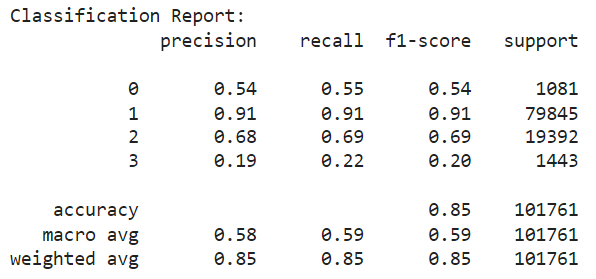 Classification Report:
precision recall f1-score support
0 0.54 0.55 0.54 1081
1 0.91 0.91 0.91 79845
2 0.68 0.69 0.69 19392
3 0.19 0.22 0.20 1443
accuracy 0.85 101761
macro avg 0.58 0.59 0.59 101761
weighted avg 0.85 0.85 0.85 101761